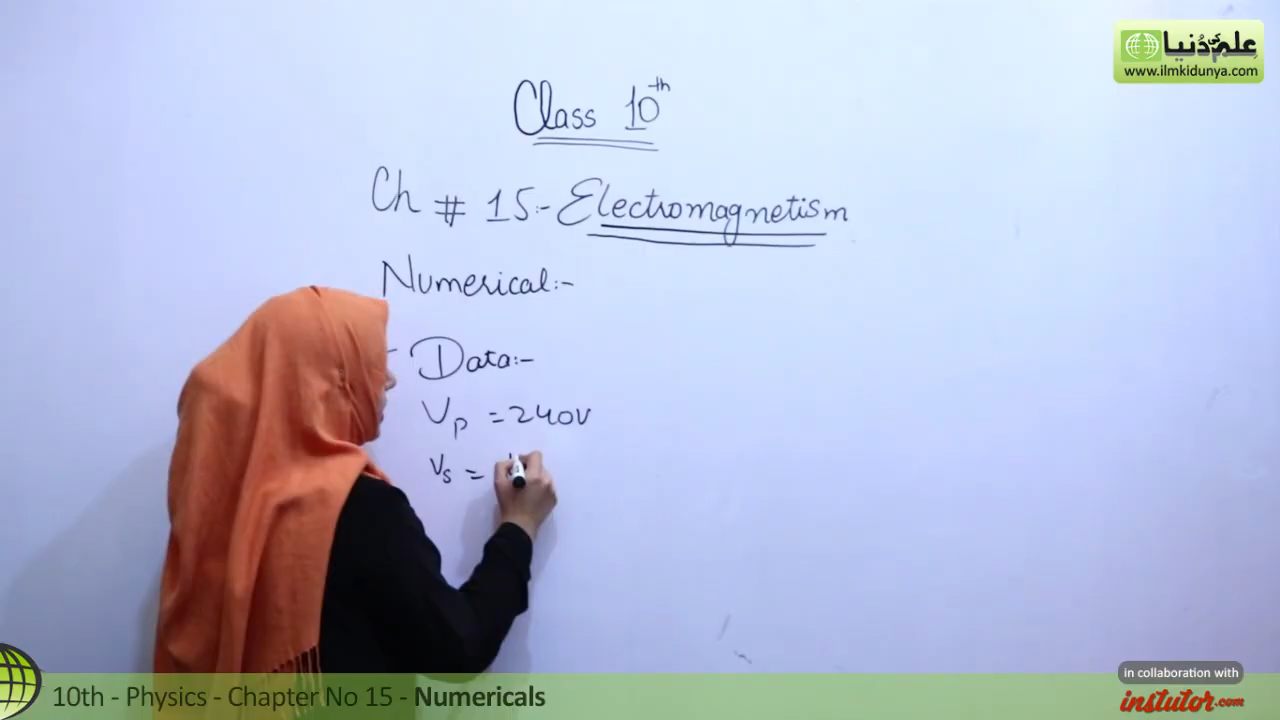 علم کی دُنیا
www.ilmkidunya.com
Class 10th
Ch # 15:- Electromagnetism
Numerical:-
Data:-
Vp = 240V
Vs =
10th - Physics - Chapter No 15 - Numericals
in collaboration with
instutor.com